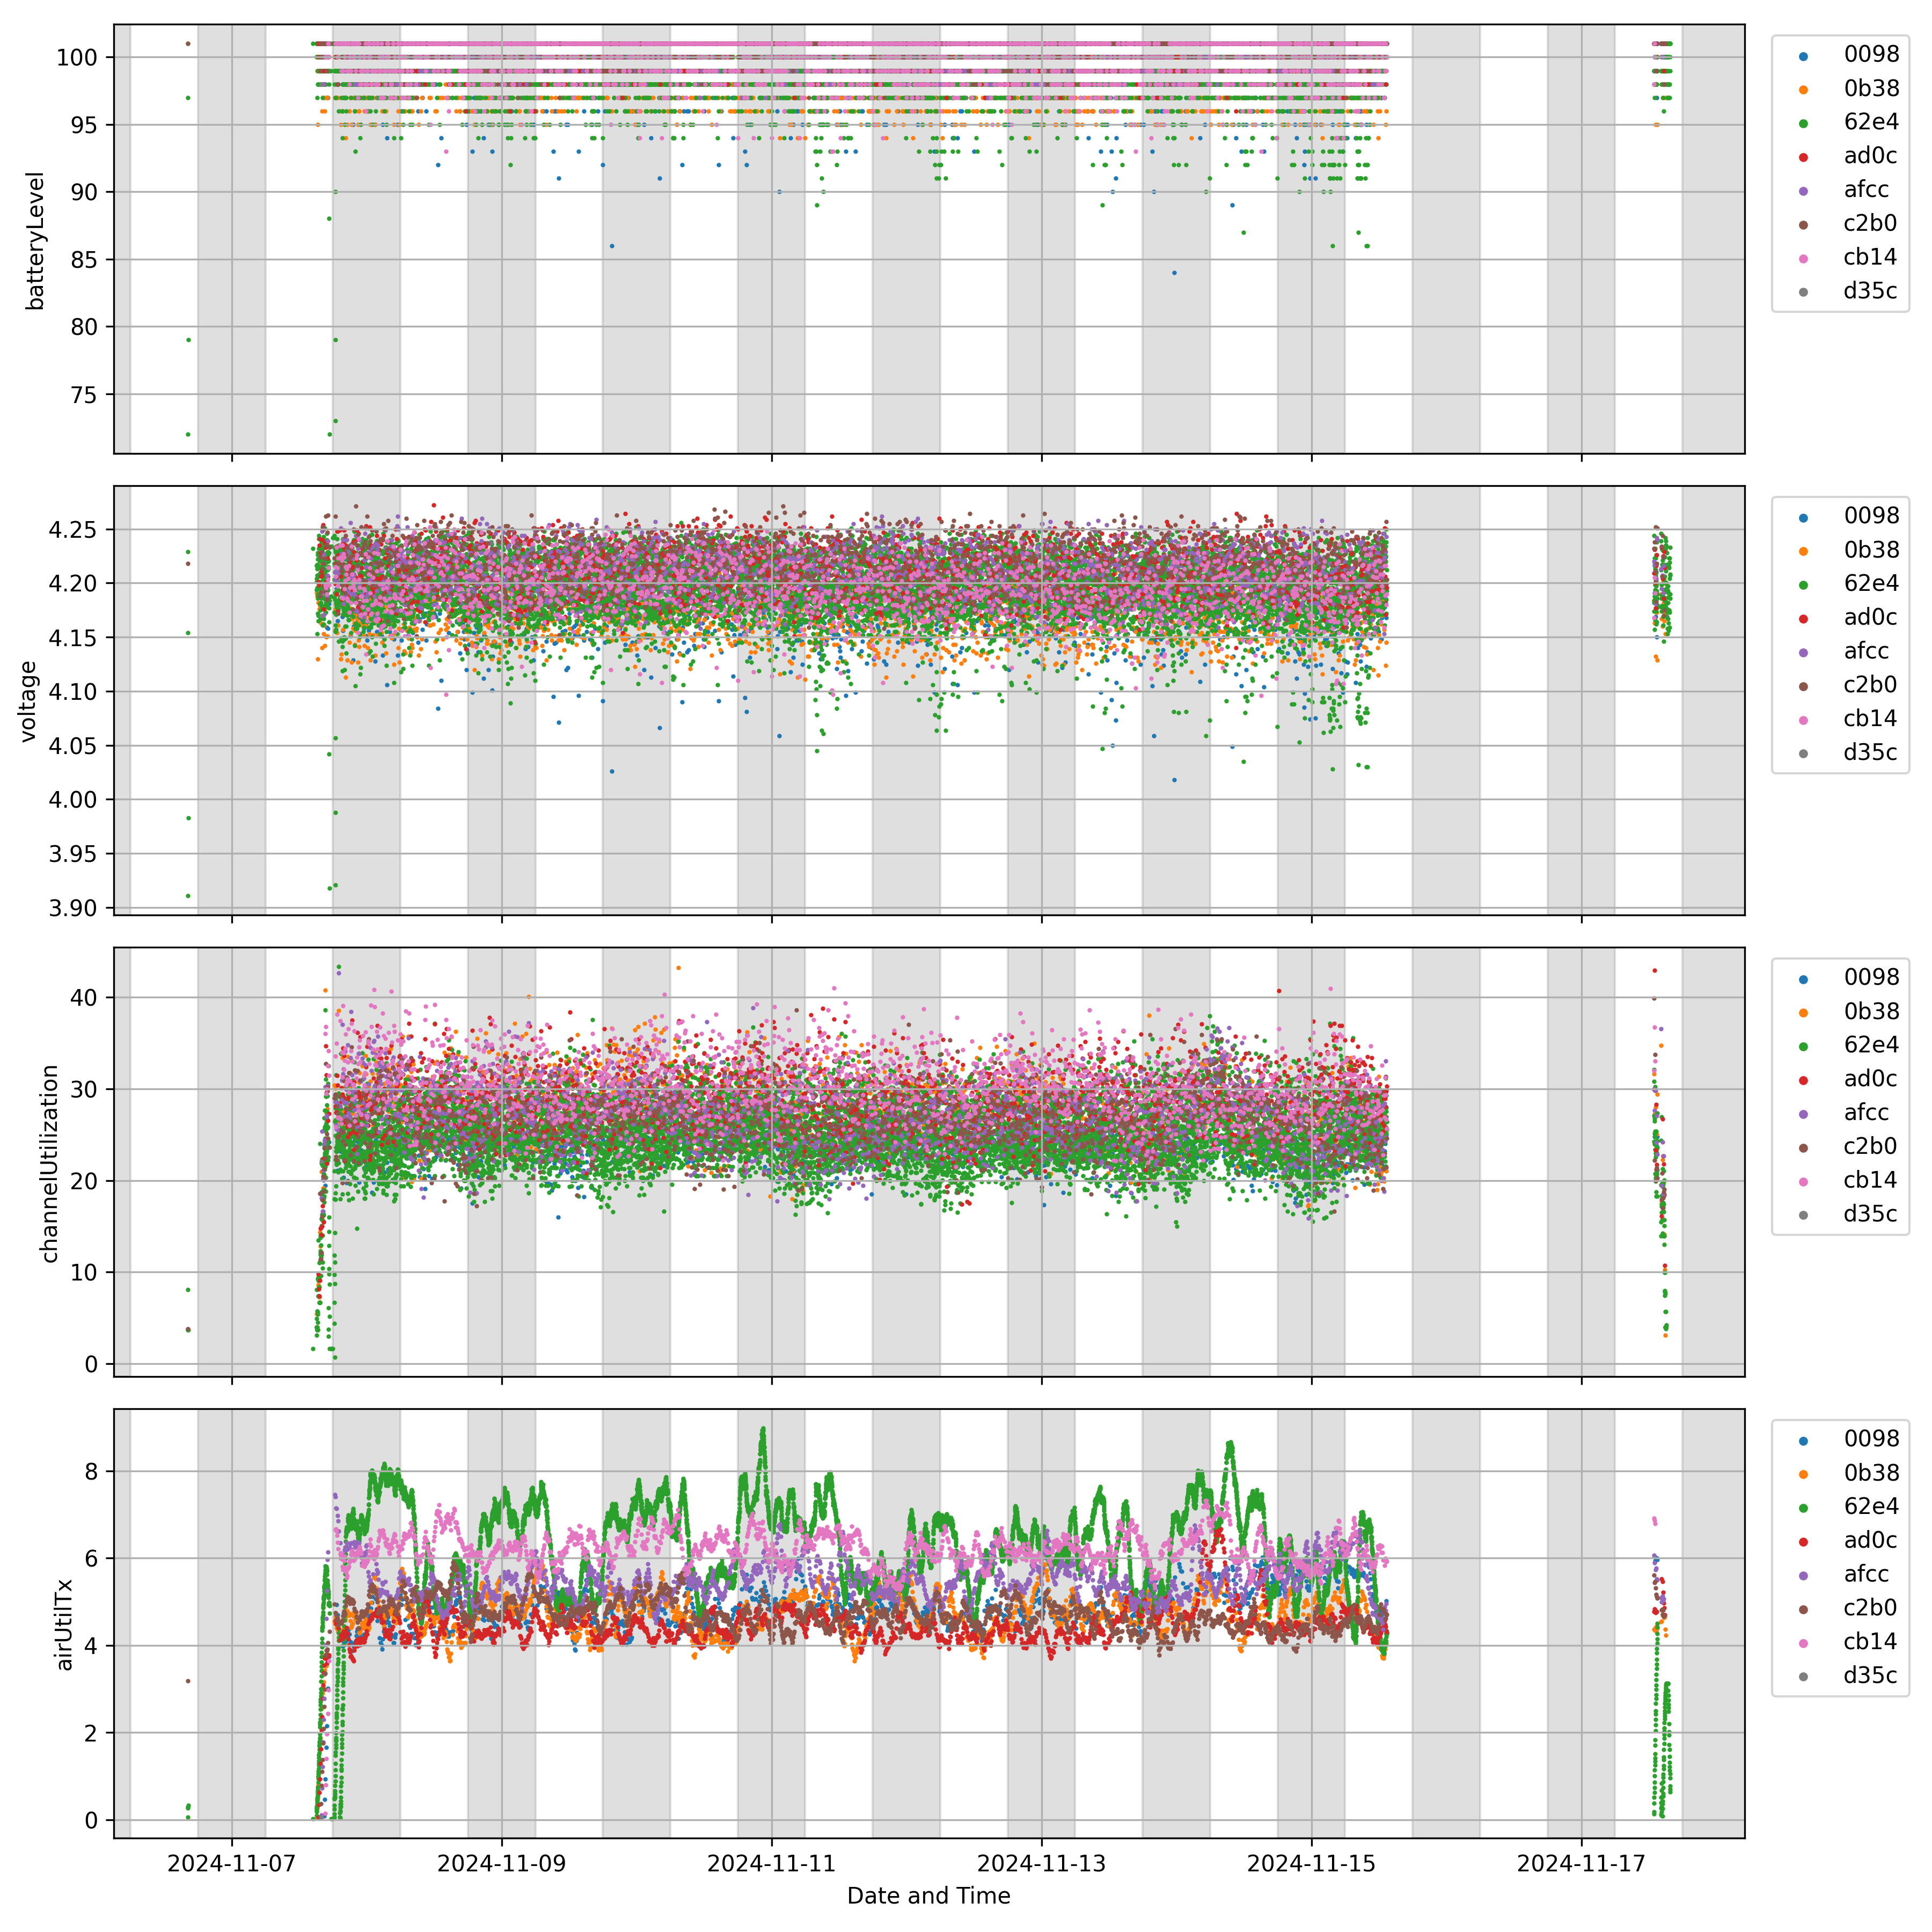 batteryLevel
100
95
90
85
80
75
0098
0b38
62e4
ad0c
afcc
c2b0
cb14
d35c
voltage
4.25
4.20
4.15
4.10
4.05
4.00
3.95
3.90
0098
0b38
62e4
ad0c
afcc
c2b0
cb14
d35c
channelUtilization
40
30
20
10
0
0098
0b38
62e4
ad0c
afcc
c2b0
cb14
d35c
airUtilTx
8
6
4
2
0
0098
0b38
62e4
ad0c
afcc
c2b0
cb14
d35c
2024-11-07 2024-11-09 2024-11-11 2024-11-13 2024-11-15 2024-11-17
Date and Time